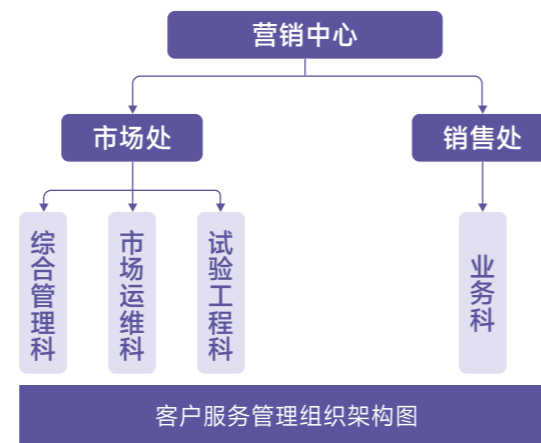 营销中心
市场处
销售处
综合管理科
市场运维科
试验工程科
业务科
客户服务管理组织架构图